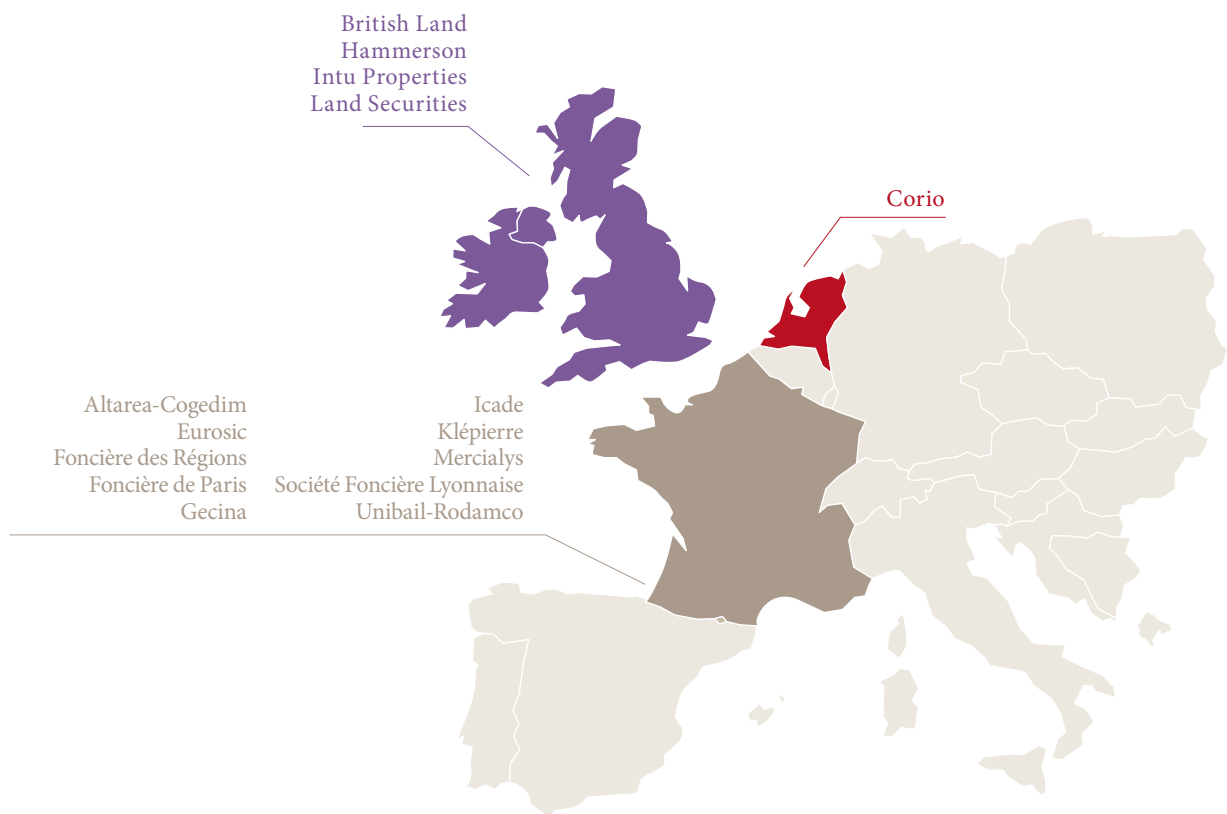 British Land
Hammerson
Intu Properties
Land Securities
Corio
Altarea-Cogedim
Eurosic
Foncière des Régions
Foncière de Paris
Gecina
Icade
Klépierre
Mercialys
Société Foncière Lyonnaise
Unibail-Rodamco